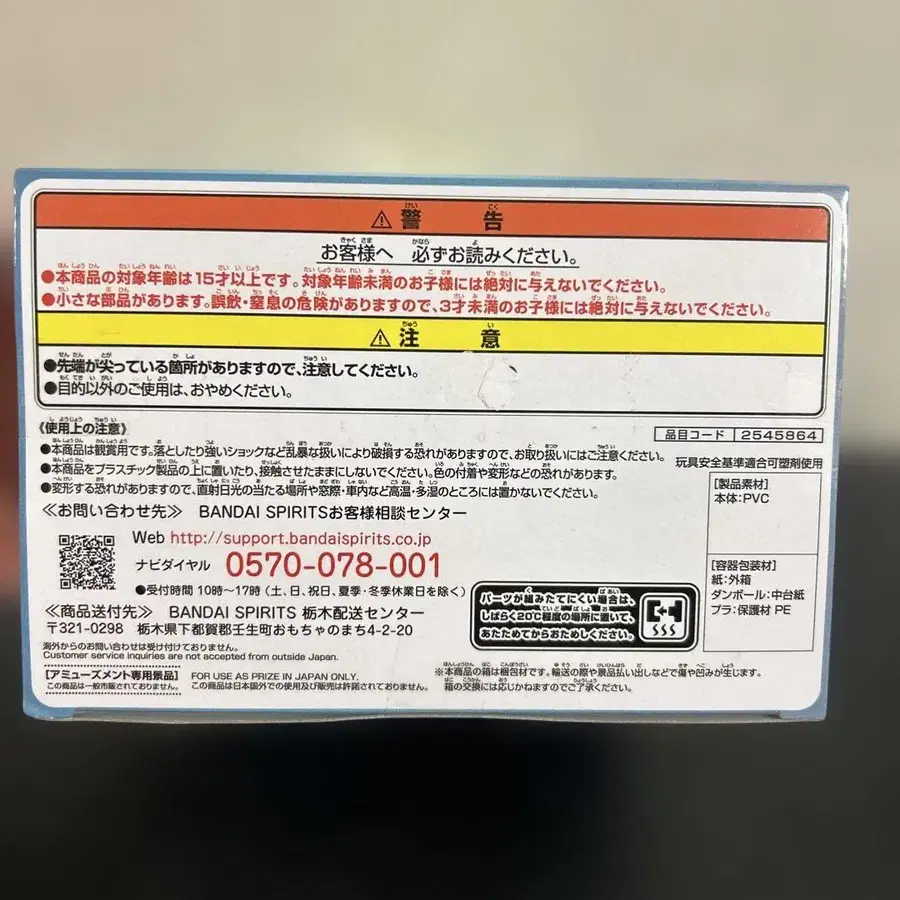 ⚠ 警告
お客様へ 必ずお読みください。
●本商品の対象年齢は15才以上です。対象年齢未満のお子様には絶対に与えないでください。
●小さな部品があります。誤飲・窒息の危険がありますので、3才未満のお子様には絶対に与えないでください。
⚠ 注意
●先端が尖っている箇所がありますので、注意してください。
●目的以外のご使用は、おやめください。
《使用上の注意》
●本商品は観賞用です。落としたり強いショックなど乱暴な扱いにより破損する恐れがありますので、お取り扱いにはご注意ください。
●本商品をプラスチック製品の上に置いたり、接触させたままにしないでください。色の付着や変形などの恐れがあります。
●変形する恐れがありますので、直射日光の当たる場所や窓際・車内など高温・多湿のところには置かないでください。
品目コード 2545864
玩具安全基準適合可塑剤使用
[製品素材]
本体:PVC
[容器包装材]
紙:外箱
ダンボール:中台紙
プラ:保護材 PE
≪お問い合わせ先≫ BANDAI SPIRITSお客様相談センター
Web http://support.bandaispirits.co.jp
ナビダイヤル 0570-078-001
●受付時間 10時~17時(土、日、祝日、夏季・冬季休業日を除く)
≪商品送付先≫ BANDAI SPIRITS 栃木配送センター
〒321-0298 栃木県下都賀郡壬生町おもちゃのまち4-2-20
海外からのお問い合わせは受け付けておりません。
Customer service inquiries are not accepted from outside Japan.
パーツが組みたてにくい場合は、
しばらく20℃程度の場所に置いて、
あたためてからおためしください。
[アミューズメント専用景品] FOR USE AS PRIZE IN JAPAN ONLY.
この商品は一般市販されておりません。 この商品は日本国外での使用及び販売は許諾されておりません。
※本商品の箱は梱包材です。輸送の際や景品払い出しなどで傷や凹みが生じます。
箱の交換には応じかねますのでご了承ください。